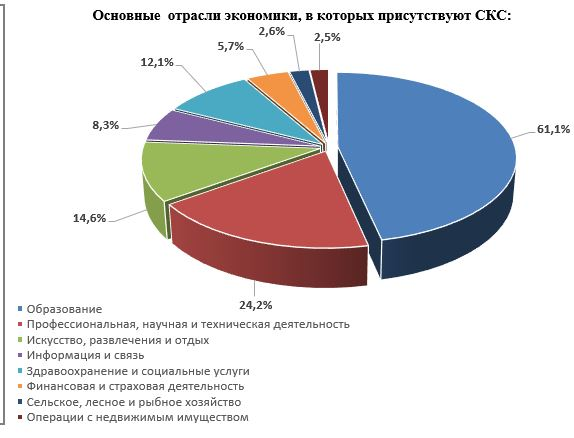 Основные отрасли экономики, в которых присутствуют СКС:
2,6%
2,5%
5,7%
12,1%
61,1%
8,3%
14,6%
24,2%
Образование
Профессиональная, научная и техническая деятельность
Искусство, развлечения и отдых
Информация и связь
Здравоохранение и социальные услуги
Финансовая и страховая деятельность
Сельское, лесное и рыбное хозяйство
Операции с недвижимым имуществом